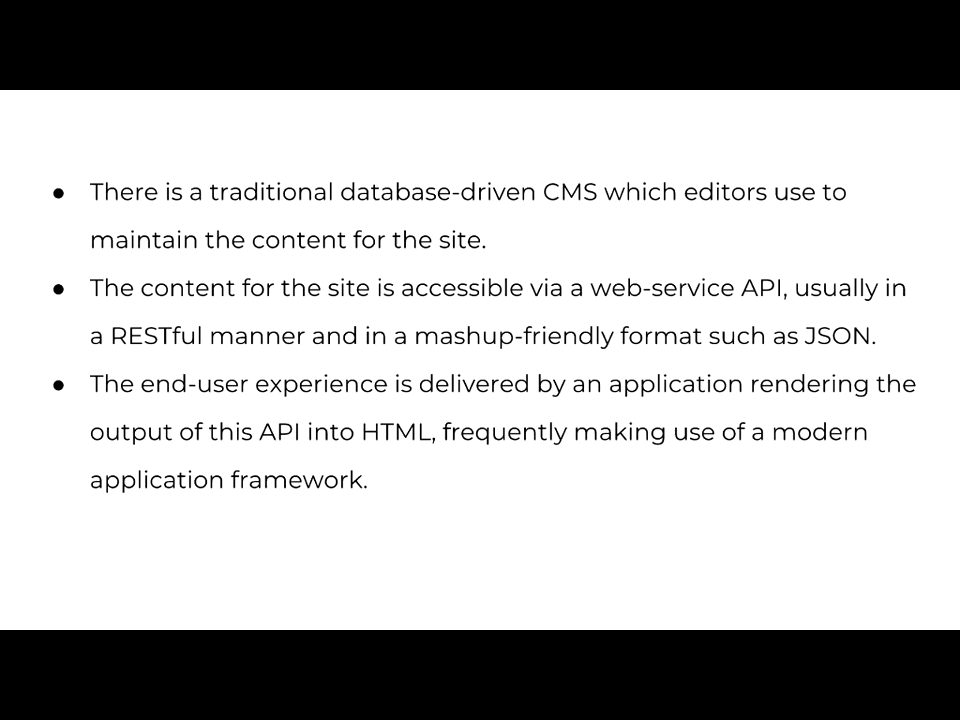 ● There is a traditional database-driven CMS which editors use to
maintain the content for the site.
● The content for the site is accessible via a web-service API, usually in
a RESTful manner and in a mashup-friendly format such as JSON.
● The end-user experience is delivered by an application rendering the
output of this API into HTML, frequently making use of a modern
application framework.